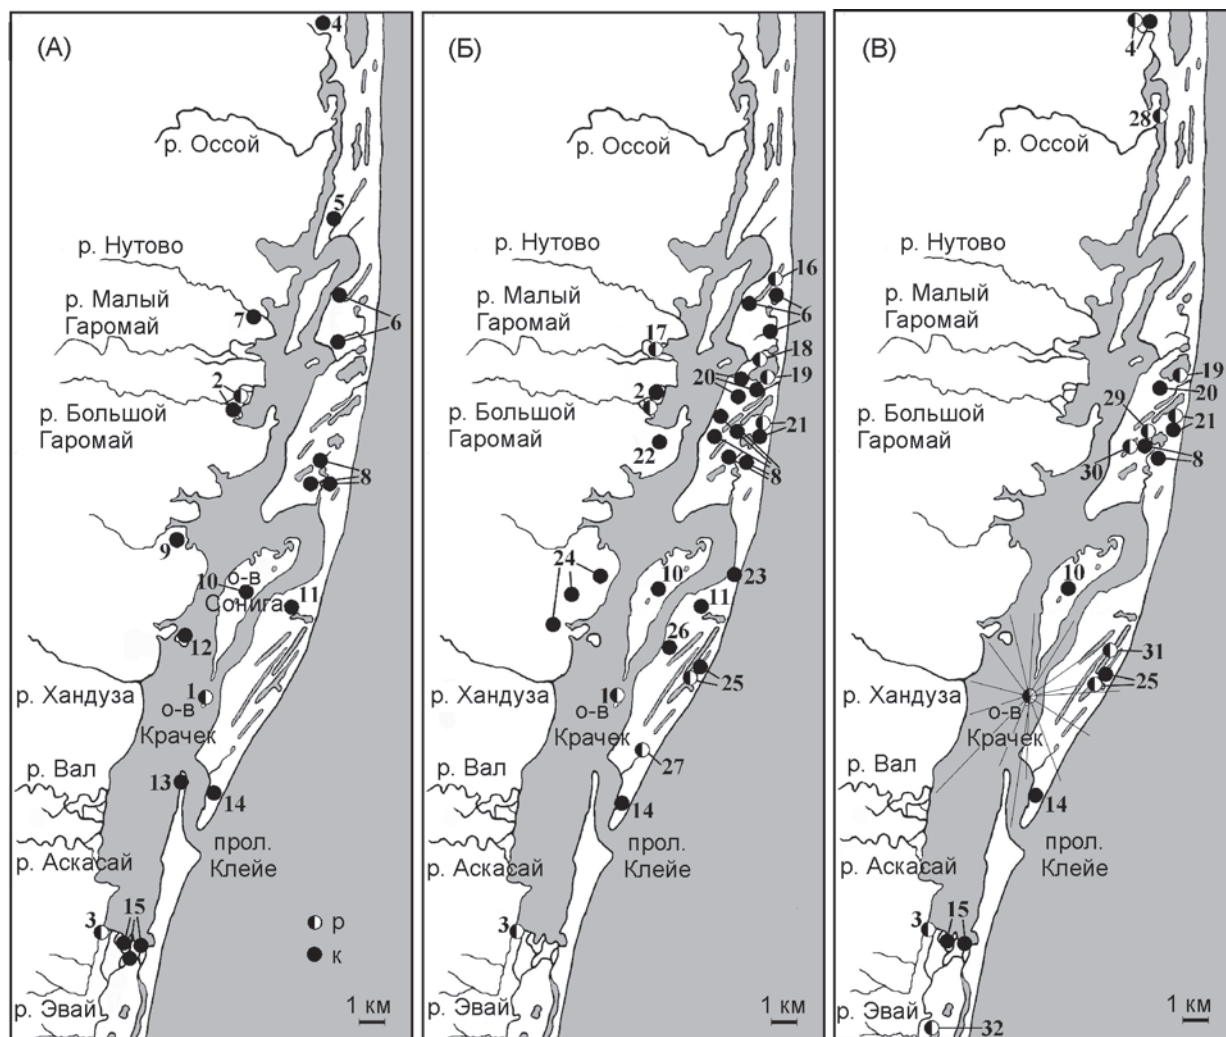 (А)
4
р. Оссой
5
р. Нутово
р. Малый
Гаромай
7
6
2
р. Большой
Гаромай
8
9
10
о-в
Сонига
11
12
1
р. Хандуза
о-в
Крачек
р. Вал
13
14
прол.
Клейе
р. Аскасай
3
15
р
к
р. Эвай
1 км
(Б)
р. Оссой
р. Нутово
16
р. Малый
Гаромай
6
17
18
2
20
19
р. Большой
Гаромай
21
22
8
24
10
23
11
26
25
1
р. Хандуза
о-в
Крачек
27
р. Вал
14
прол.
Клейе
р. Аскасай
3
р. Эвай
1 км
(В)
4
28
р. Оссой
р. Нутово
р. Малый
Гаромай
19
20
29
р. Большой
Гаромай
21
30
8
10
31
25
р. Хандуза
о-в
Крачек
р. Вал
14
прол.
Клейе
р. Аскасай
3
15
р. Эвай
32
1 км